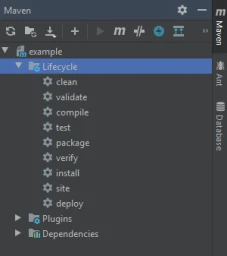 Maven
m
»
example
Lifecycle
clean
validate
compile
test
package
verify
install
site
deploy
Plugins
Dependencies
m
Maven
Ant
Database